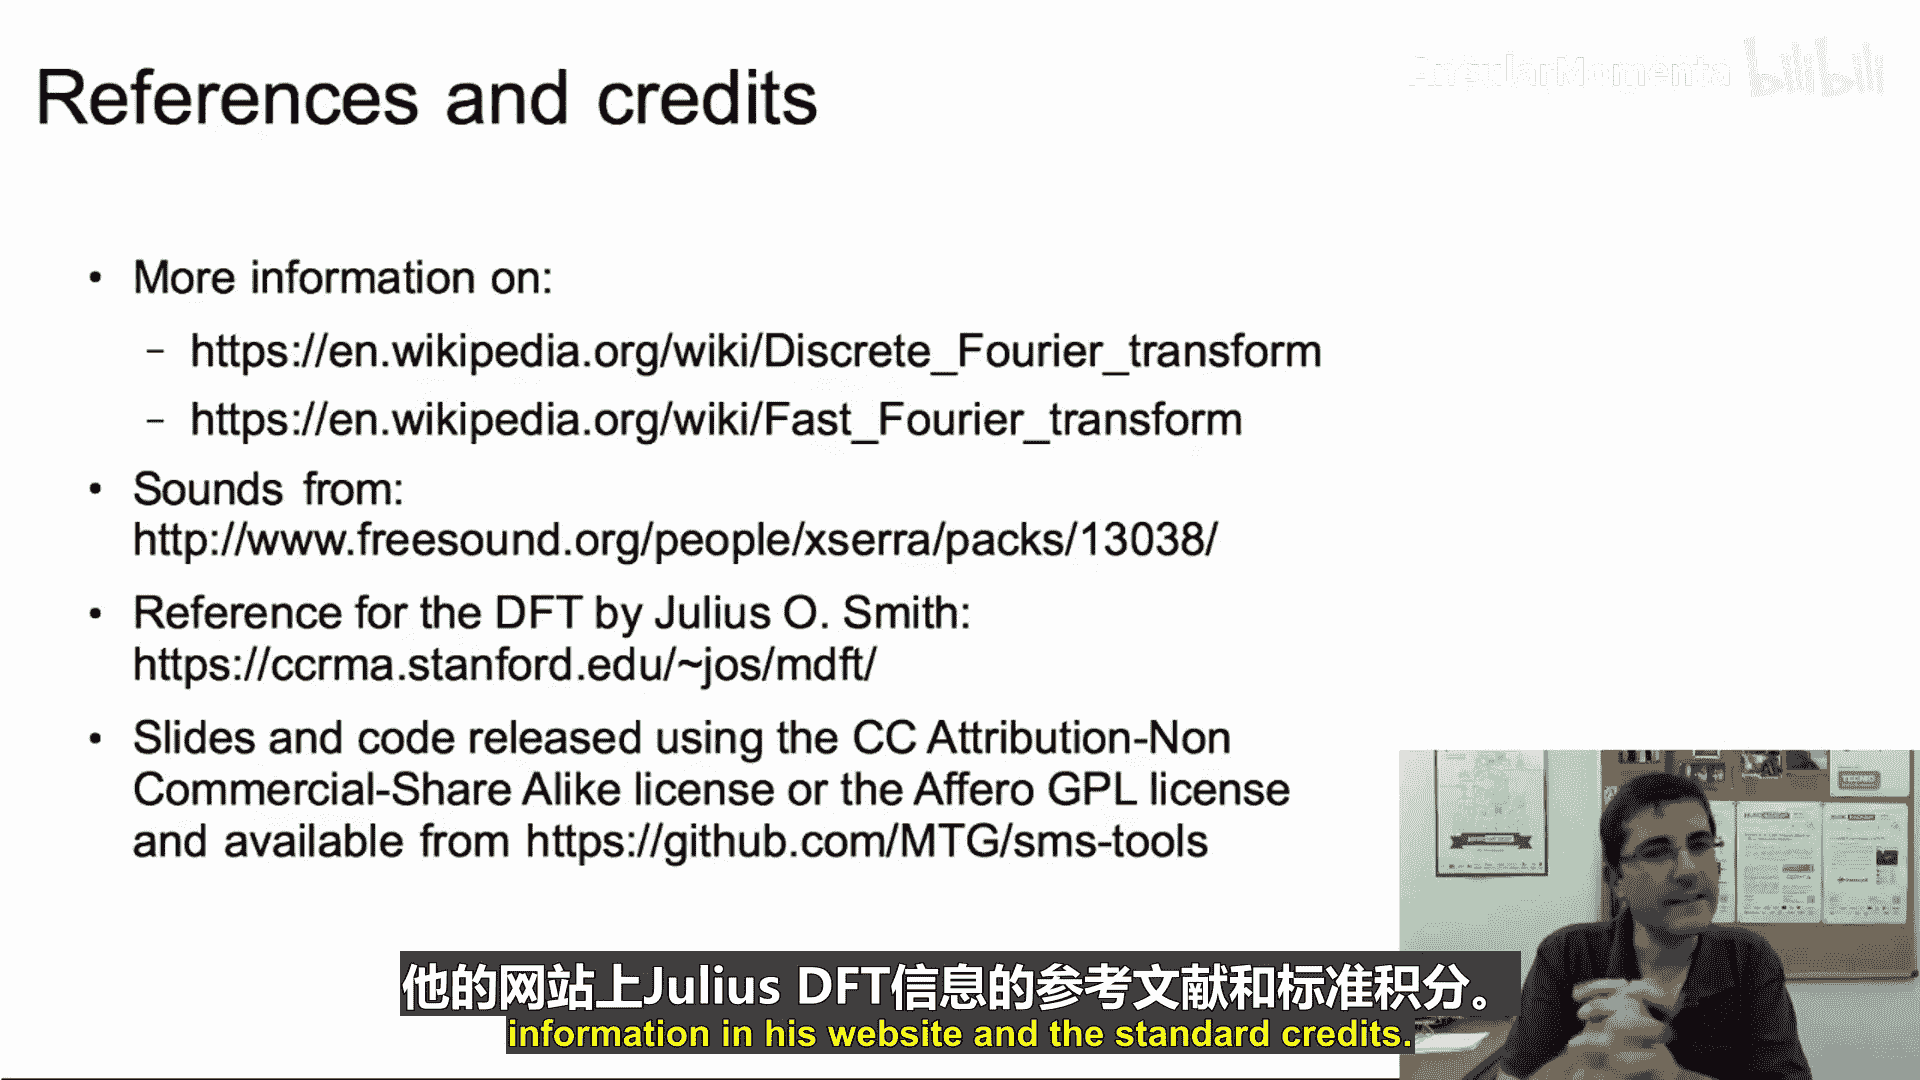 References and credits
bilibili
• More information on:
– https://en.wikipedia.org/wiki/Discrete_Fourier_transform
– https://en.wikipedia.org/wiki/Fast_Fourier_transform
• Sounds from:
http://www.freesound.org/people/xserra/packs/13038/
• Reference for the DFT by Julius O. Smith:
https://ccrma.stanford.edu/~jos/mdft/
• Slides and code released using the CC Attribution-Non
Commercial-Share Alike license or the Affero GPL license
and available from https://github.com/MTG/sms-tools
他的网站上Julius DFT信息的参考文献和标准积分。
information in his website and the standard credits.